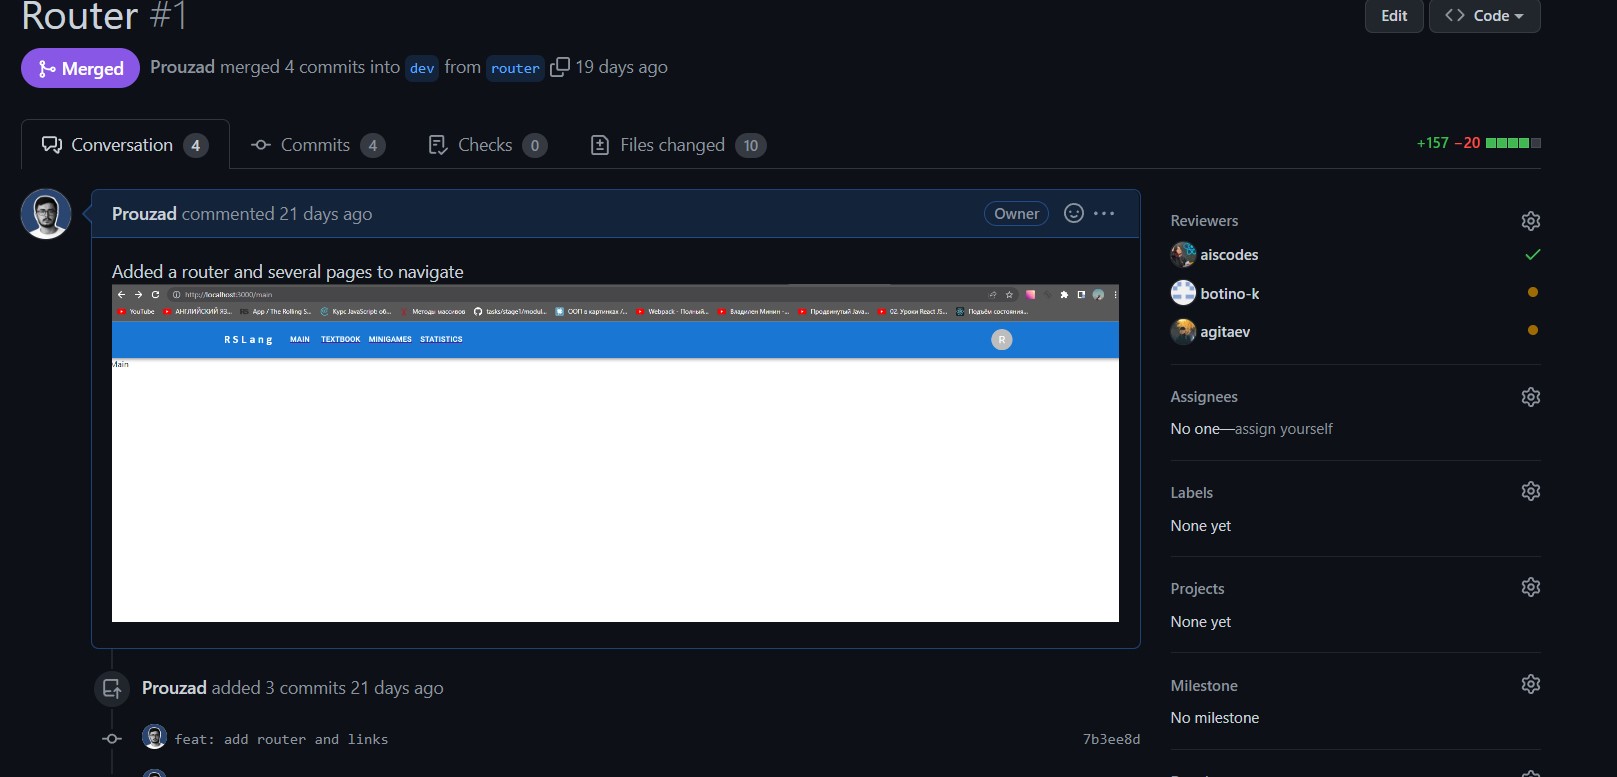 Router #1
Edit
Code
Merged
Prouzad merged 4 commits into dev from router 19 days ago
Conversation 4
Commits 4
Checks 0
Files changed 10
+157 −20
Prouzad commented 21 days ago
Owner
Added a router and several pages to navigate
http://localhost:3000/main
YouTube
АНГЛИЙСКИЙ ЯЗ...
App / The Rolling S...
Курс JavaScript: об...
Методы массивов
tasks/stage1/modul...
ООП в картинках /...
Webpack - Полный...
Владилен Минин -...
Продвинутый Java...
02. Уроки React JS...
Подъём состояния...
RSLang
MAIN
TEXTBOOK
MINIGAMES
STATISTICS
R
Main
Prouzad added 3 commits 21 days ago
feat: add router and links
7b3ee8d
Reviewers
aiscodes
botino-k
agitaev
Assignees
No one—assign yourself
Labels
None yet
Projects
None yet
Milestone
No milestone